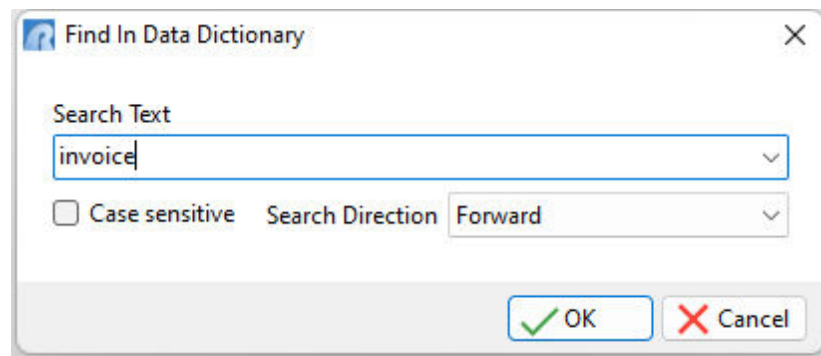 Find In Data Dictionary
Search Text
invoice
Case sensitive Search Direction Forward
OK Cancel